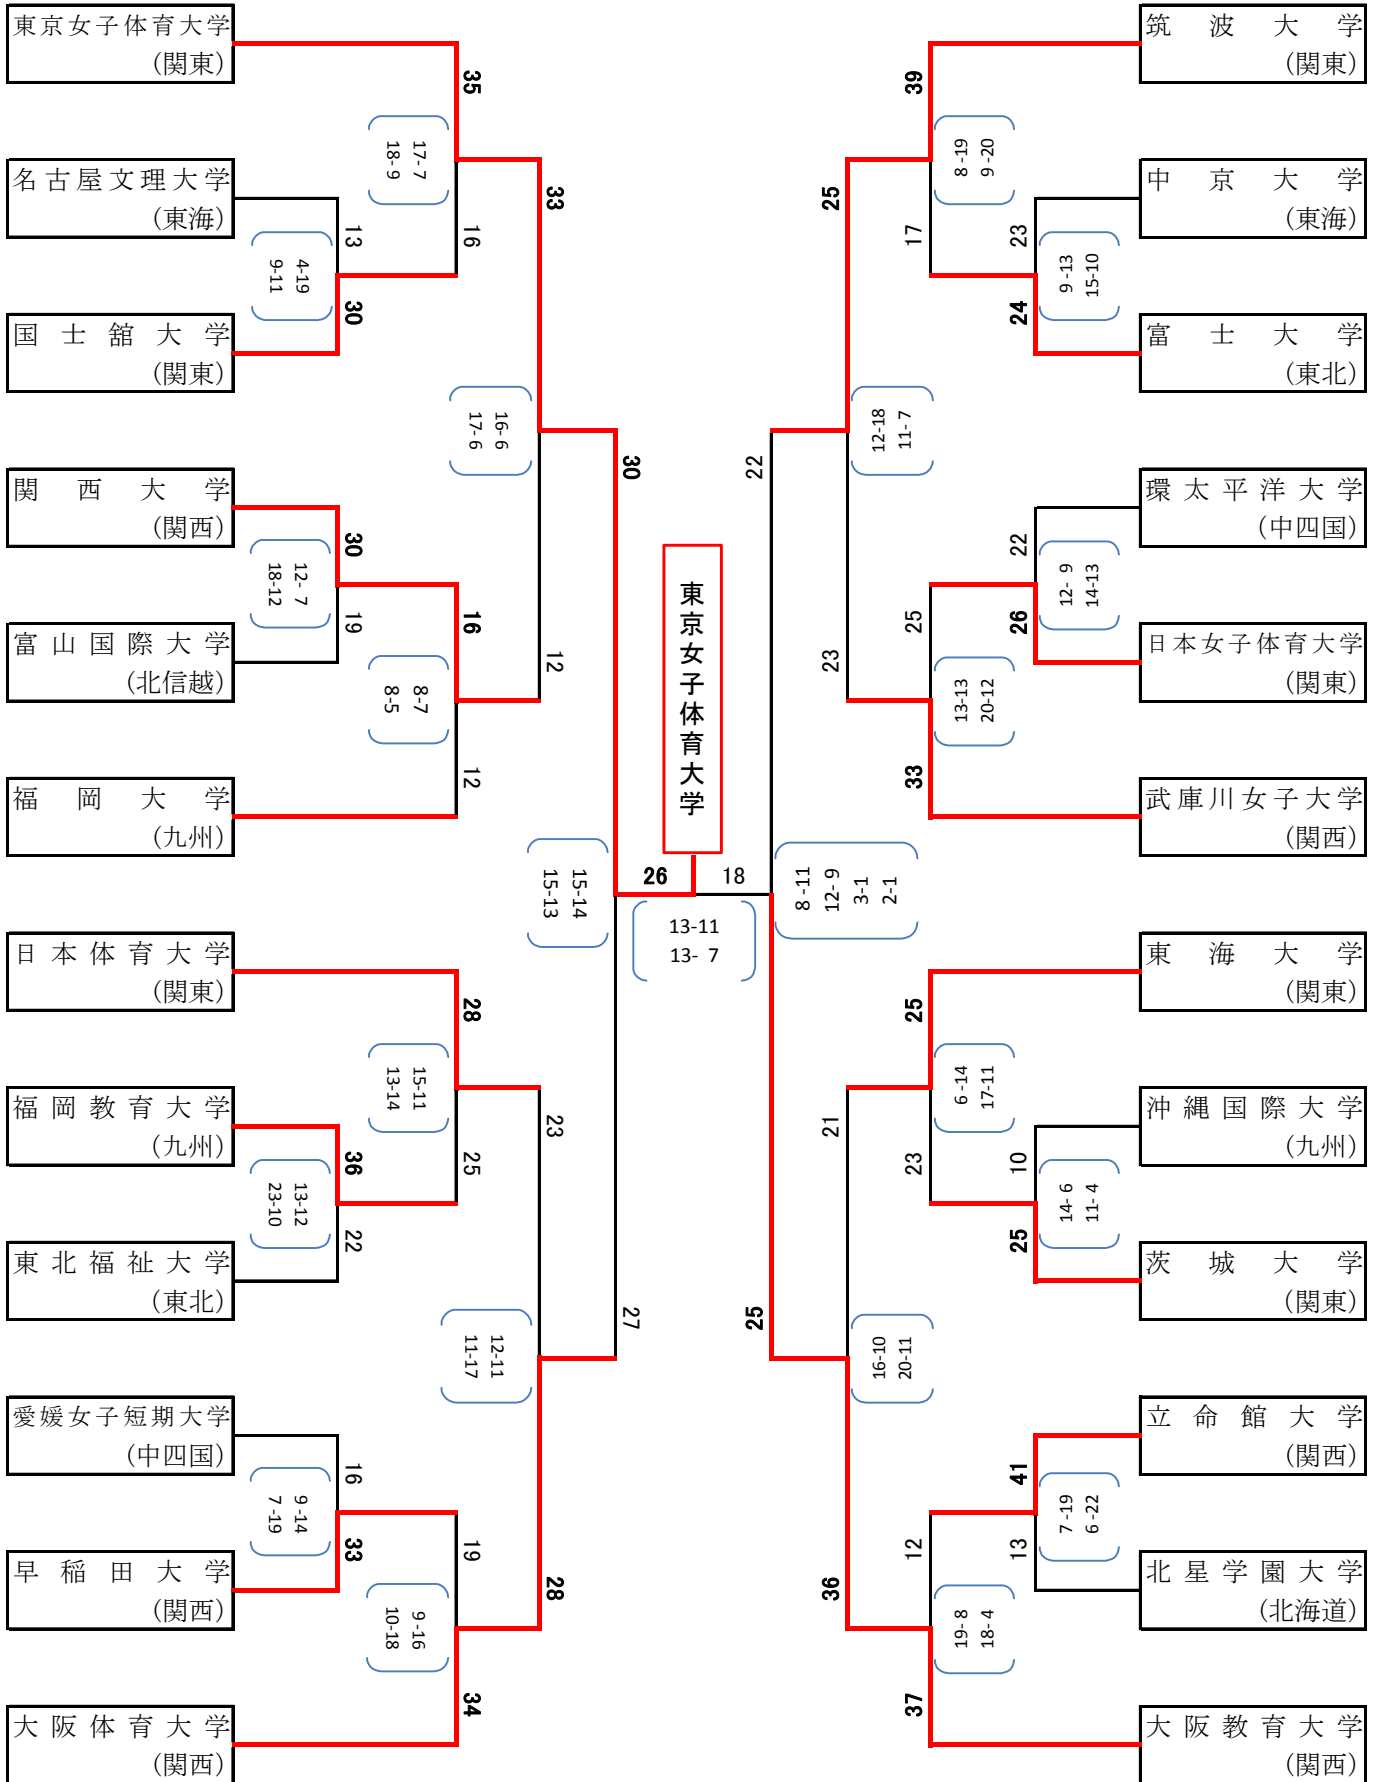 東京女子体育大学
(関東)
名古屋文理大学
(東海)
国士舘大学
(関東)
関西大学
(関西)
富山国際大学
(北信越)
福岡大学
(九州)
日本体育大学
(関東)
福岡教育大学
(九州)
東北福祉大学
(東北)
愛媛女子短期大学
(中四国)
早稲田大学
(関西)
大阪体育大学
(関西)
35
17- 7
18- 9
16
13
4-19
9-11
30
33
16- 6
17- 6
12
30
12- 7
18-12
19
16
8-7
8-5
12
30
15-14
15-13
27
28
15-11
13-14
25
36
13-12
23-10
22
23
12-11
11-17
28
16
9 -14
7 -19
33
19
9 -16
10-18
34
東京女子体育大学
26
18
13-11
13- 7
22
8 -11
12- 9
3-1
2-1
25
25
12-18
11- 7
23
39
8 -19
9 -20
17
23
9 -13
15-10
24
22
12- 9
14-13
26
25
13-13
20-12
33
21
16-10
20-11
36
25
6 -14
17-11
23
10
14- 6
11- 4
25
41
7 -19
6 -22
13
12
19- 8
18- 4
37
筑波大学
(関東)
中京大学
(東海)
富士大学
(東北)
環太平洋大学
(中四国)
日本女子体育大学
(関東)
武庫川女子大学
(関西)
東海大学
(関東)
沖縄国際大学
(九州)
茨城大学
(関東)
立命館大学
(関西)
北星学園大学
(北海道)
大阪教育大学
(関西)